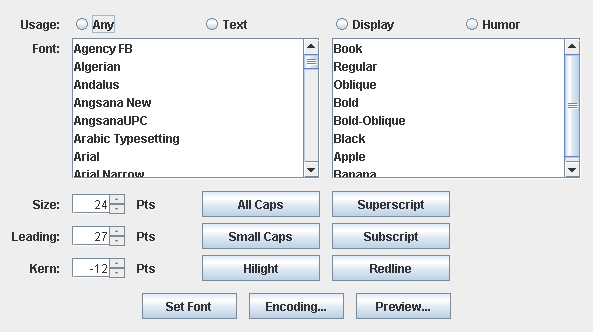 Usage: Any Text Display Humor
Font: Agency FB Book
Algerian Regular
Andalus Oblique
Angsana New Bold
AngsanaUPC Bold-Oblique
Arabic Typesetting Black
Arial Apple
Arial Narrow Banana
Size: 24 Pts All Caps Superscript
Leading: 27 Pts Small Caps Subscript
Kern: -12 Pts Hilight Redline
Set Font Encoding... Preview...